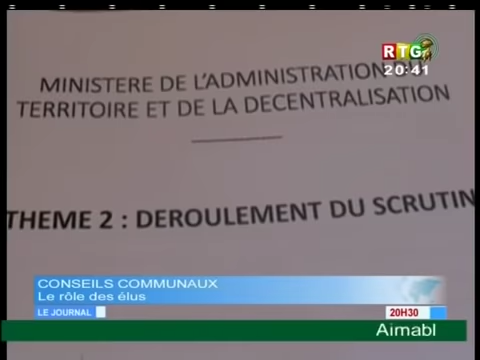 RTG
20:41
MINISTERE DE L'ADMINISTRATION
TERRITOIRE ET DE LA DECENTRALISATION
THEME 2 : DEROULEMENT DU SCRUTIN
CONSEILS COMMUNAUX
Le rôle des élus
LE JOURNAL
20H30
Aimabl